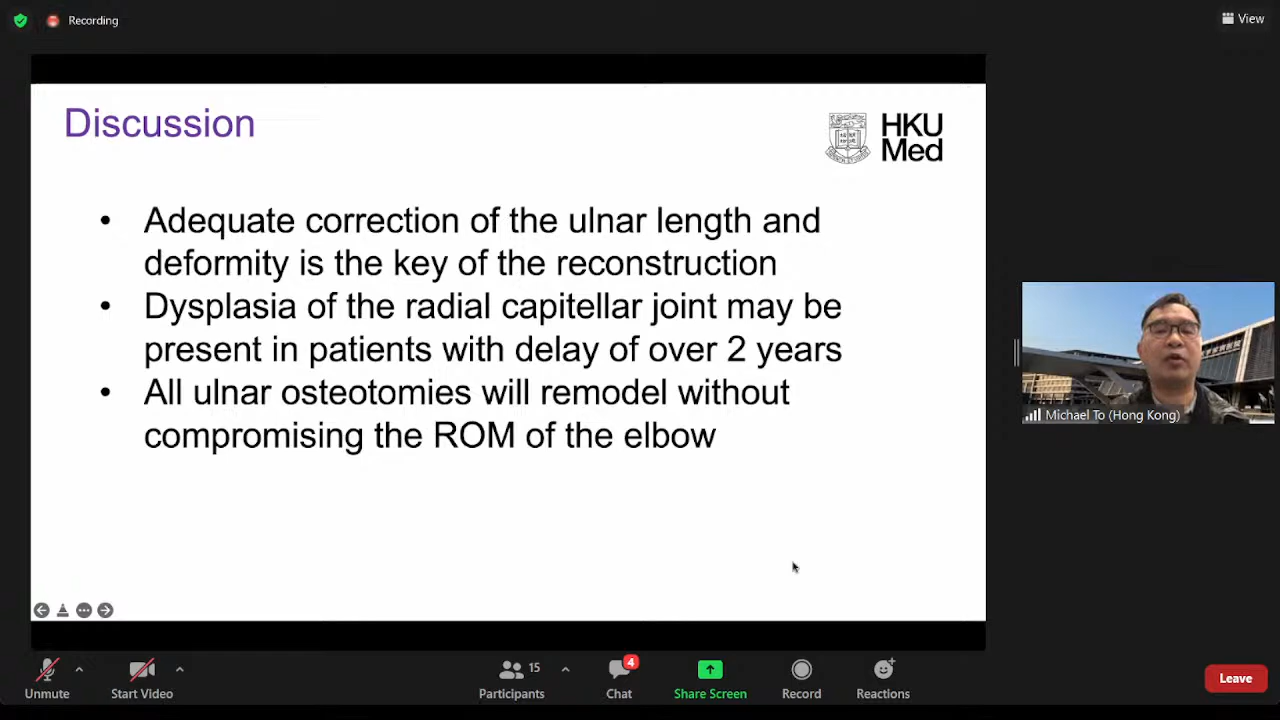 Recording
View
Discussion
HKU
Med
• Adequate correction of the ulnar length and
deformity is the key of the reconstruction
• Dysplasia of the radial capitellar joint may be
present in patients with delay of over 2 years
• All ulnar osteotomies will remodel without
compromising the ROM of the elbow
Michael To (Hong Kong)
Unmute
Start Video
15
Participants
4
Chat
Share Screen
Record
Reactions
Leave